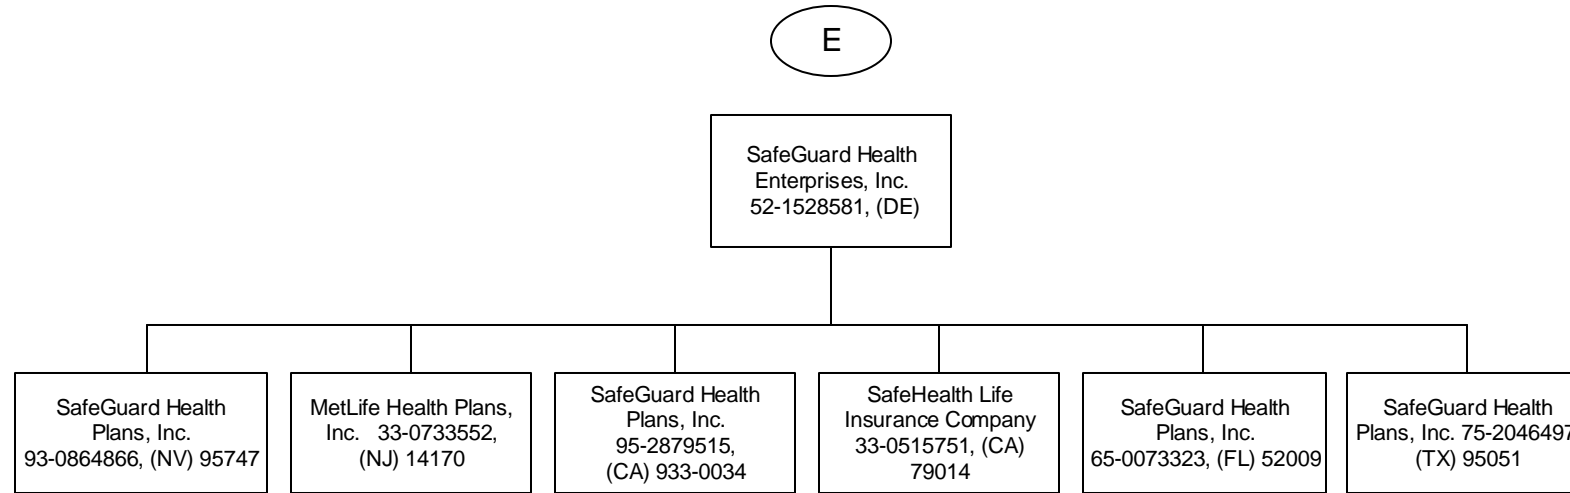 E
SafeGuard Health
Enterprises, Inc.
52-1528581, (DE)
SafeGuard Health
Plans, Inc.
93-0864866, (NV) 95747
MetLife Health Plans,
Inc. 33-0733552,
(NJ) 14170
SafeGuard Health
Plans, Inc.
95-2879515,
(CA) 933-0034
SafeHealth Life
Insurance Company
33-0515751, (CA)
79014
SafeGuard Health
Plans, Inc.
65-0073323, (FL) 52009
SafeGuard Health
Plans, Inc. 75-2046497
(TX) 95051